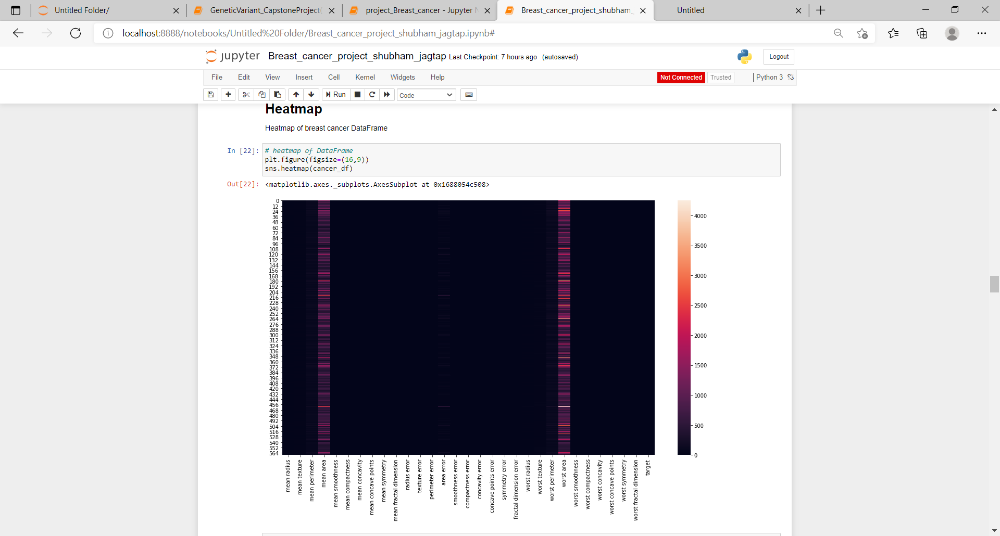 Untitled Folder/
GeneticVariant_CapstoneProject(
project_Breast_cancer - Jupyter N
Breast_cancer_project_shubham_
Untitled
localhost:8888/notebooks/Untitled%20Folder/Breast_cancer_project_shubham_jagtap.ipynb#
jupyter Breast_cancer_project_shubham_jagtap Last Checkpoint: 7 hours ago (autosaved)
Logout
File Edit View Insert Cell Kernel Widgets Help
Not Connected Trusted Python 3
Run Code
Heatmap
Heatmap of breast cancer DataFrame
In [22]: # heatmap of DataFrame
plt.figure(figsize=(16,9))
sns.heatmap(cancer_df)
Out[22]: <matplotlib.axes._subplots.AxesSubplot at 0x1688054c508>
0
12
24
36
48
60
72
84
96
108
120
132
144
156
168
180
192
204
216
228
240
252
264
276
288
300
312
324
336
348
360
372
384
396
408
420
432
444
456
468
480
492
504
516
528
540
552
564
4000
3500
3000
2500
2000
1500
1000
500
0
mean radius
mean texture
mean perimeter
mean area
mean smoothness
mean compactness
mean concavity
mean concave points
mean symmetry
mean fractal dimension
radius error
texture error
perimeter error
area error
smoothness error
compactness error
concavity error
concave points error
symmetry error
fractal dimension error
worst radius
worst texture
worst perimeter
worst area
worst smoothness
worst compactness
worst concavity
worst concave points
worst symmetry
worst fractal dimension
target